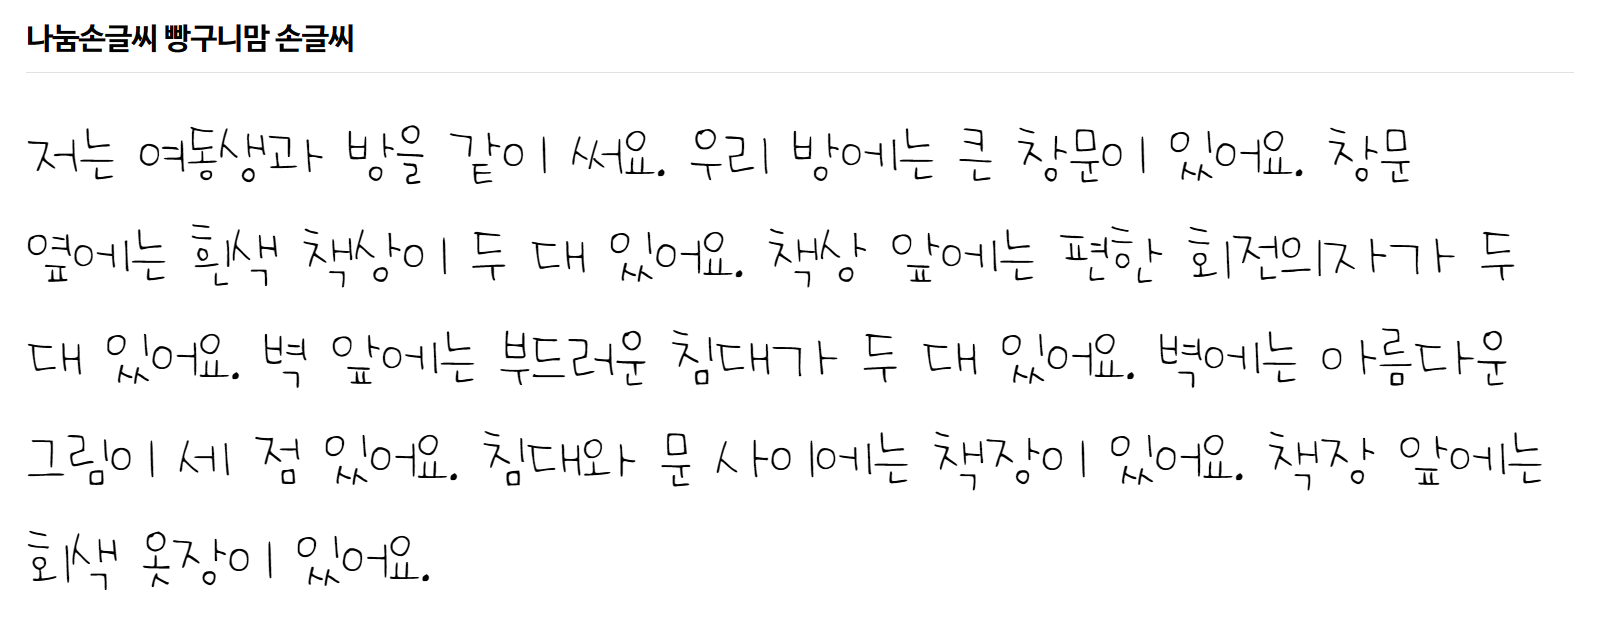 나눔손글씨 빵구니맘 손글씨
저는 여동생과 방을 같이 써요. 우리 방에는 큰 창문이 있어요. 창문
옆에는 흰색 책상이 두 대 있어요. 책상 앞에는 편한 회전의자가 두
대 있어요. 벽 앞에는 부드러운 침대가 두 대 있어요. 벽에는 아름다운
그림이 세 점 있어요. 침대와 문 사이에는 책장이 있어요. 책장 앞에는
회색 옷장이 있어요.